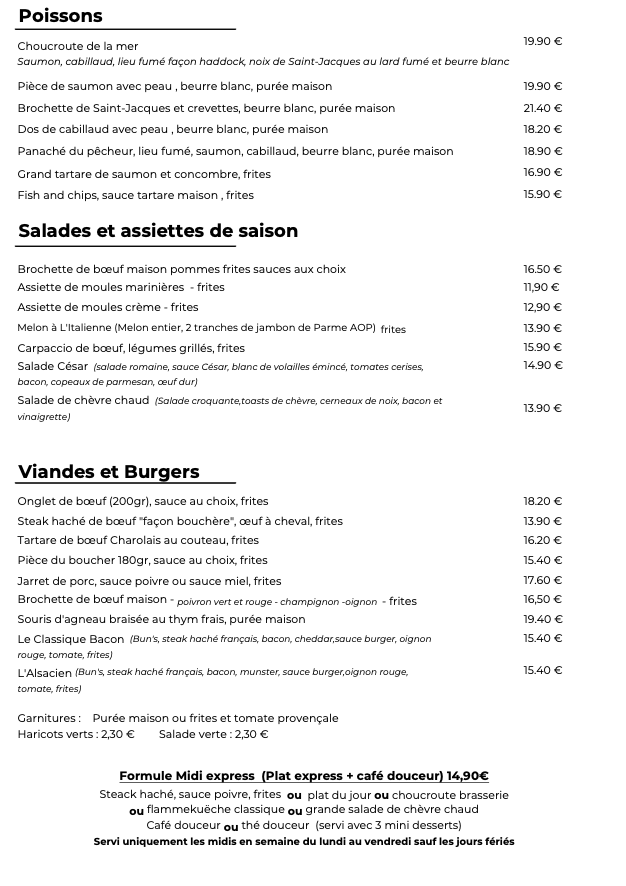 Poissons
Choucroute de la mer 19.90 €
Saumon, cabillaud, lieu fumé façon haddock, noix de Saint-Jacques au lard fumé et beurre blanc
Pièce de saumon avec peau , beurre blanc, purée maison 19.90 €
Brochette de Saint-Jacques et crevettes, beurre blanc, purée maison 21.40 €
Dos de cabillaud avec peau , beurre blanc, purée maison 18.20 €
Panaché du pêcheur, lieu fumé, saumon, cabillaud, beurre blanc, purée maison 18.90 €
Grand tartare de saumon et concombre, frites 16.90 €
Fish and chips, sauce tartare maison , frites 15.90 €
Salades et assiettes de saison
Brochette de bœuf maison pommes frites sauces aux choix 16.50 €
Assiette de moules marinières - frites 11,90 €
Assiette de moules crème - frites 12,90 €
Melon à L'Italienne (Melon entier, 2 tranches de jambon de Parme AOP) frites 13.90 €
Carpaccio de bœuf, légumes grillés, frites 15.90 €
Salade César (salade romaine, sauce César, blanc de volailles émincé, tomates cerises, 14.90 €
bacon, copeaux de parmesan, œuf dur)
Salade de chèvre chaud (Salade croquante,toasts de chèvre, cerneaux de noix, bacon et
vinaigrette) 13.90 €
Viandes et Burgers
Onglet de bœuf (200gr), sauce au choix, frites 18.20 €
Steak haché de bœuf "façon bouchère", œuf à cheval, frites 13.90 €
Tartare de bœuf Charolais au couteau, frites 16.20 €
Pièce du boucher 180gr, sauce au choix, frites 15.40 €
Jarret de porc, sauce poivre ou sauce miel, frites 17.60 €
Brochette de bœuf maison - poivron vert et rouge - champignon -oignon - frites 16,50 €
Souris d'agneau braisée au thym frais, purée maison 19.40 €
Le Classique Bacon (Bun's, steak haché français, bacon, cheddar,sauce burger, oignon 15.40 €
rouge, tomate, frites)
L'Alsacien (Bun's, steak haché français, bacon, munster, sauce burger,oignon rouge, 15.40 €
tomate, frites)
Garnitures : Purée maison ou frites et tomate provençale
Haricots verts : 2,30 € Salade verte : 2,30 €
Formule Midi express (Plat express + café douceur) 14,90€
Steack haché, sauce poivre, frites ou plat du jour ou choucroute brasserie
ou flammekuëche classique ou grande salade de chèvre chaud
Café douceur ou thé douceur (servi avec 3 mini desserts)
Servi uniquement les midis en semaine du lundi au vendredi sauf les jours fériés